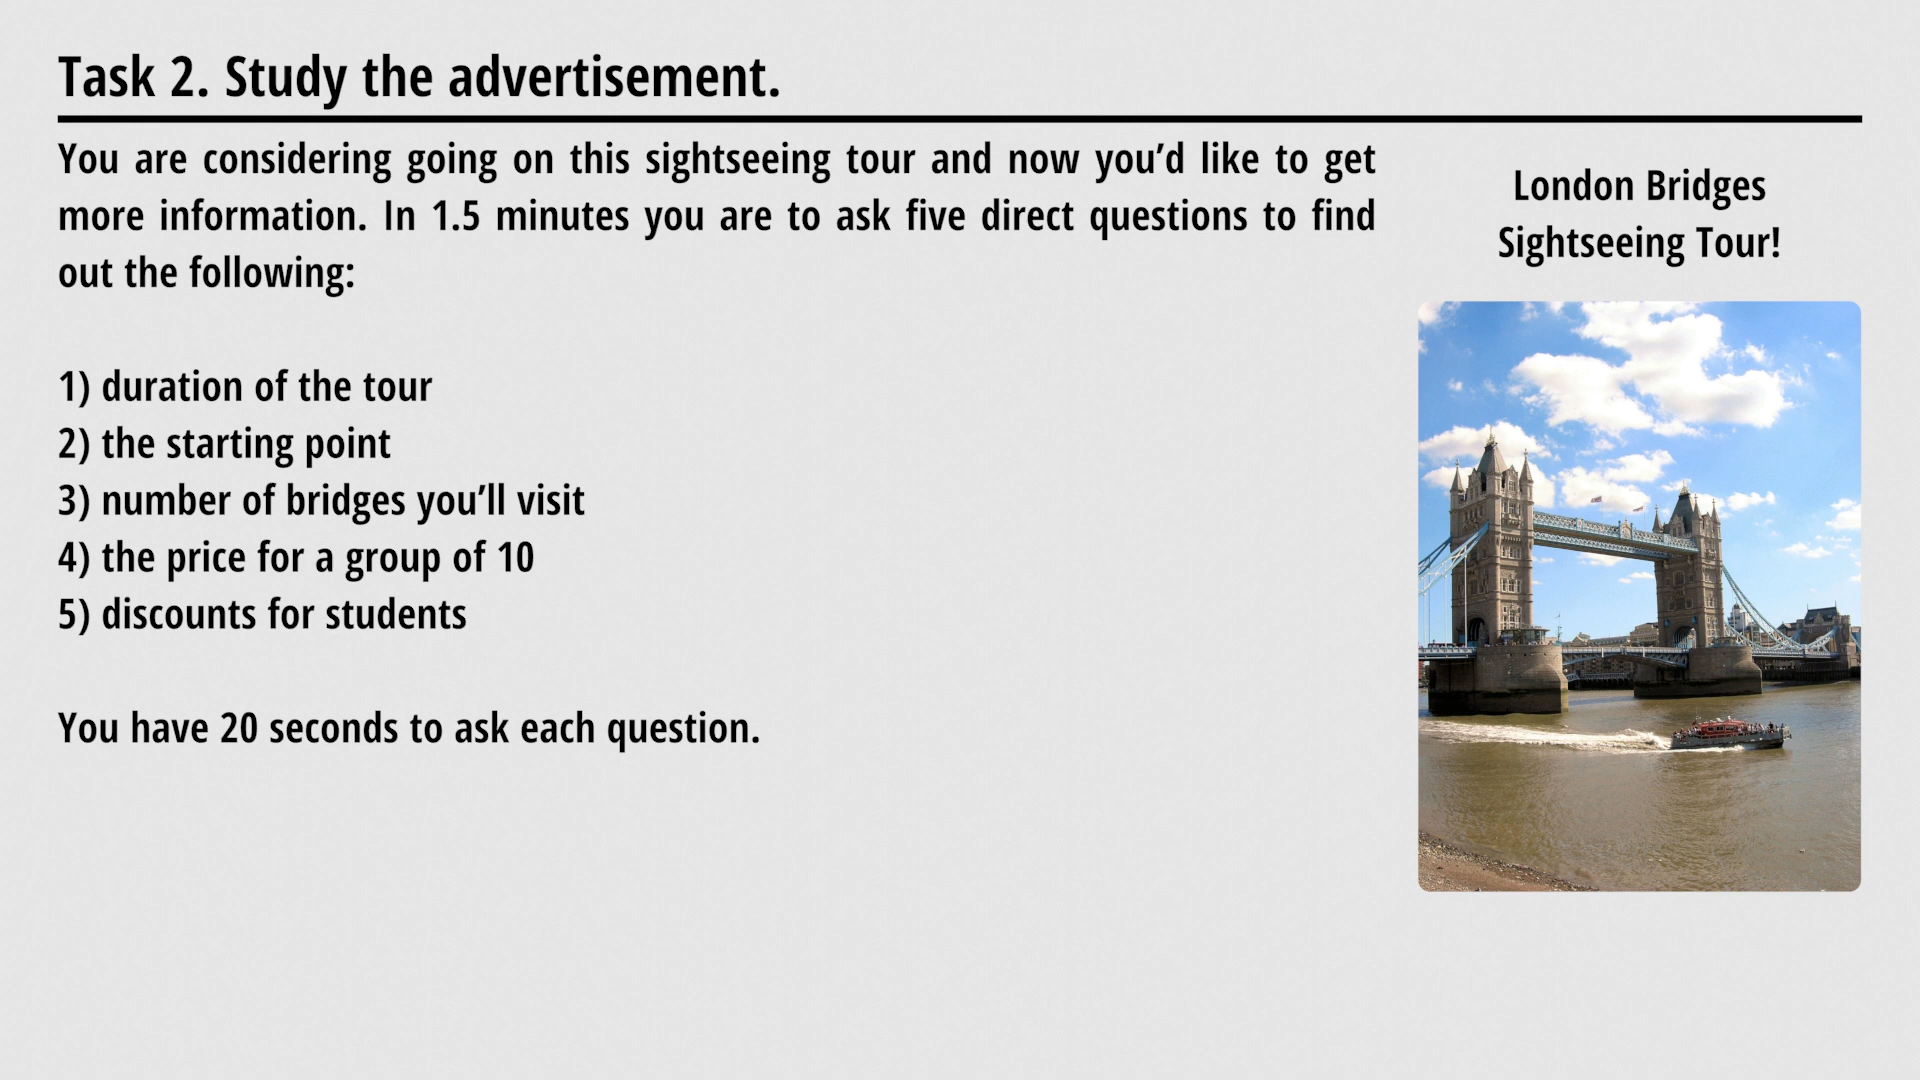 Task 2. Study the advertisement.
You are considering going on this sightseeing tour and now you’d like to get
more information. In 1.5 minutes you are to ask five direct questions to find
out the following:
1) duration of the tour
2) the starting point
3) number of bridges you’ll visit
4) the price for a group of 10
5) discounts for students
You have 20 seconds to ask each question.
London Bridges
Sightseeing Tour!